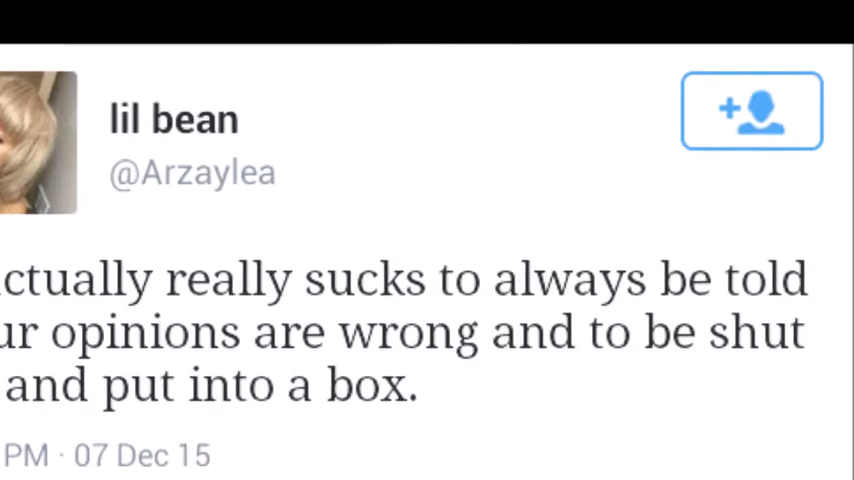 lil bean
@Arzaylea
ctually really sucks to always be told
ur opinions are wrong and to be shut
and put into a box.
PM · 07 Dec 15